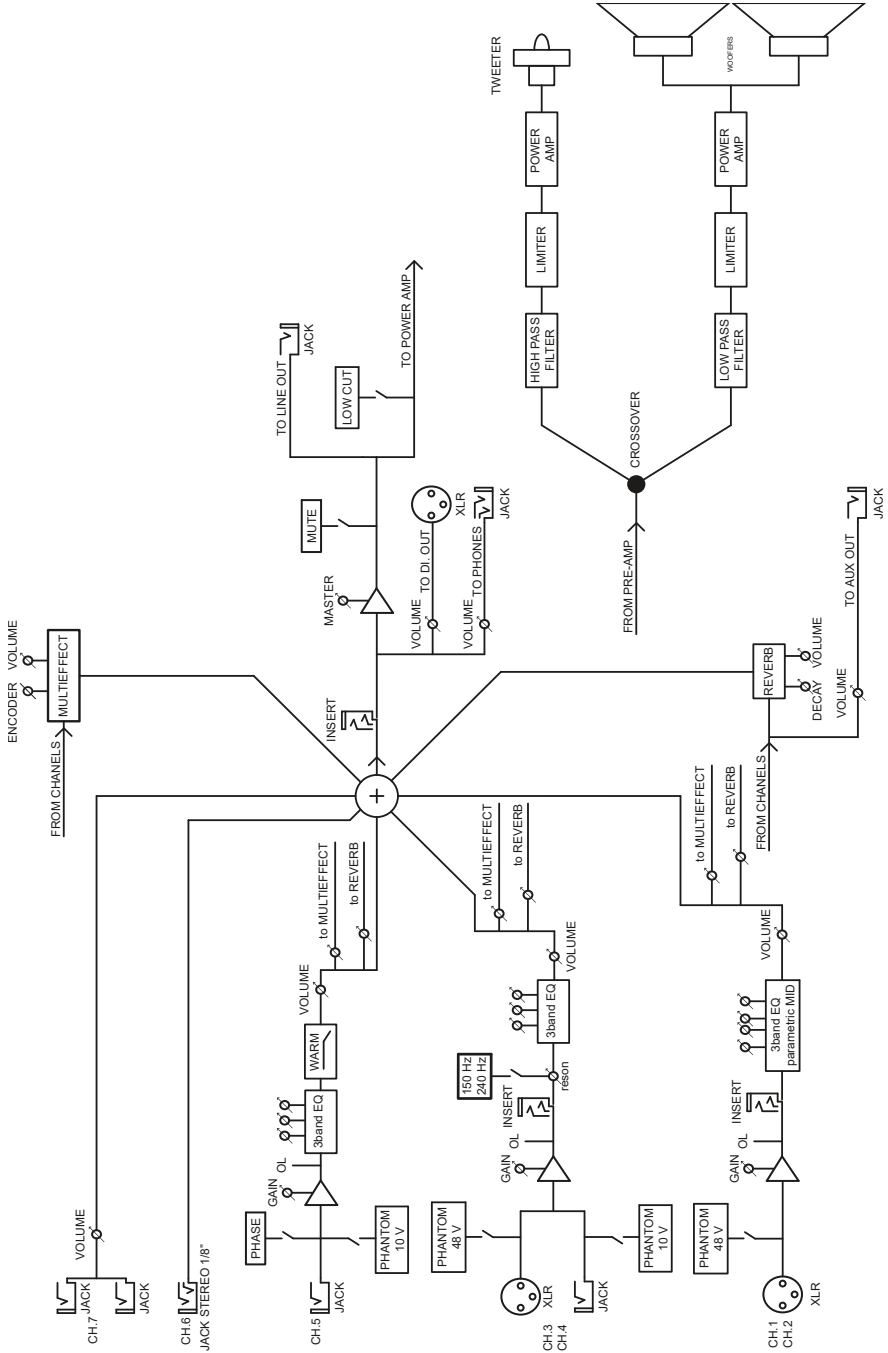 CH.7
JACK
JACK
VOLUME
CH.6
JACK STEREO 1/8"
CH.5
JACK
PHASE
PHANTOM
10 V
GAIN
OL
3band EQ
WARM
VOLUME
to MULTIEFFECT
to REVERB
CH.3
CH.4
XLR
JACK
PHANTOM
48 V
PHANTOM
10 V
GAIN
OL
INSERT
150 Hz
240 Hz
reson
3band EQ
VOLUME
to MULTIEFFECT
to REVERB
CH.1
CH.2
XLR
PHANTOM
48 V
GAIN
OL
INSERT
3band EQ
parametric MID
VOLUME
to MULTIEFFECT
to REVERB
FROM CHANNELS
MULTIEFFECT
ENCODER
VOLUME
+
INSERT
MASTER
MUTE
LOW CUT
TO LINE OUT
JACK
TO POWER AMP
VOLUME
TO DI. OUT
XLR
VOLUME
TO PHONES
JACK
FROM CHANNELS
REVERB
DECAY
VOLUME
VOLUME
TO AUX OUT
JACK
FROM PRE-AMP
CROSSOVER
HIGH PASS
FILTER
LIMITER
POWER
AMP
TWEETER
LOW PASS
FILTER
LIMITER
POWER
AMP
WOOFERS